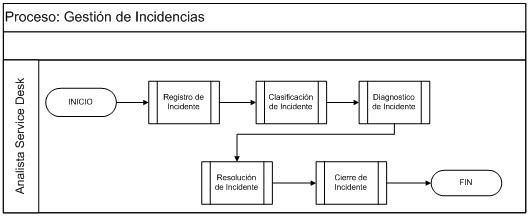 Proceso: Gestión de Incidencias
Analista Service Desk
INICIO
Registro de
Incidente
Clasificación
de Incidente
Diagnostico
de Incidente
Resolución
de Incidente
Cierre de
Incidente
FIN